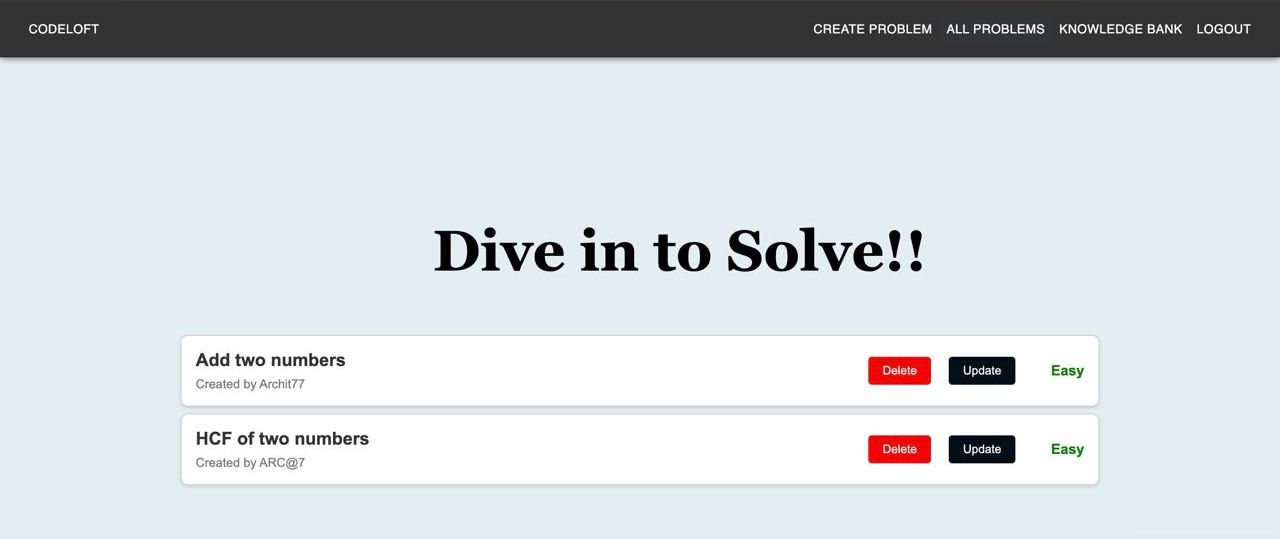 CODELOFT CREATE PROBLEM ALL PROBLEMS KNOWLEDGE BANK LOGOUT
Dive in to Solve!!
Add two numbers
Created by Archit77
Delete Update Easy
HCF of two numbers
Created by ARC@7
Delete Update Easy